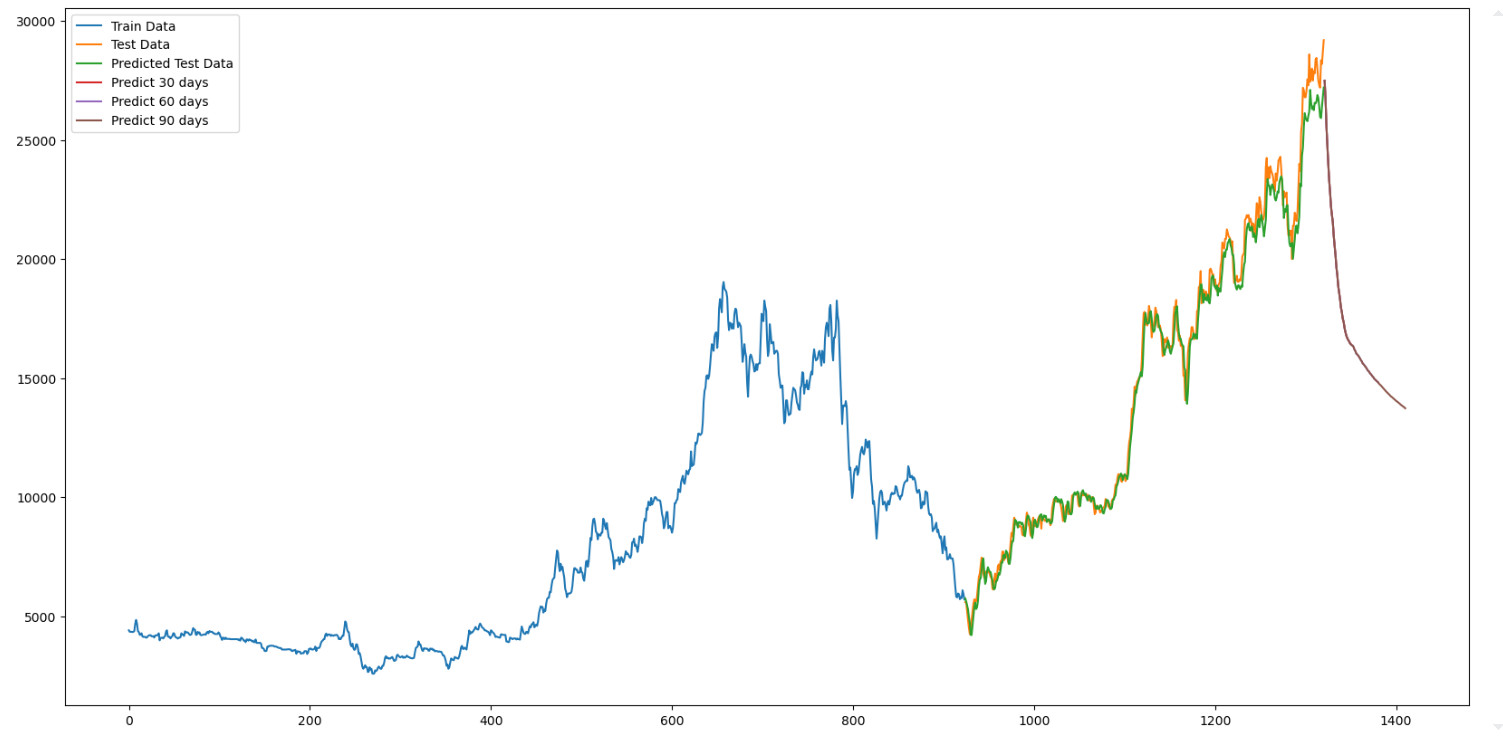 30000
25000
20000
15000
10000
5000
Train Data
Test Data
Predicted Test Data
Predict 30 days
Predict 60 days
Predict 90 days
0 200 400 600 800 1000 1200 1400